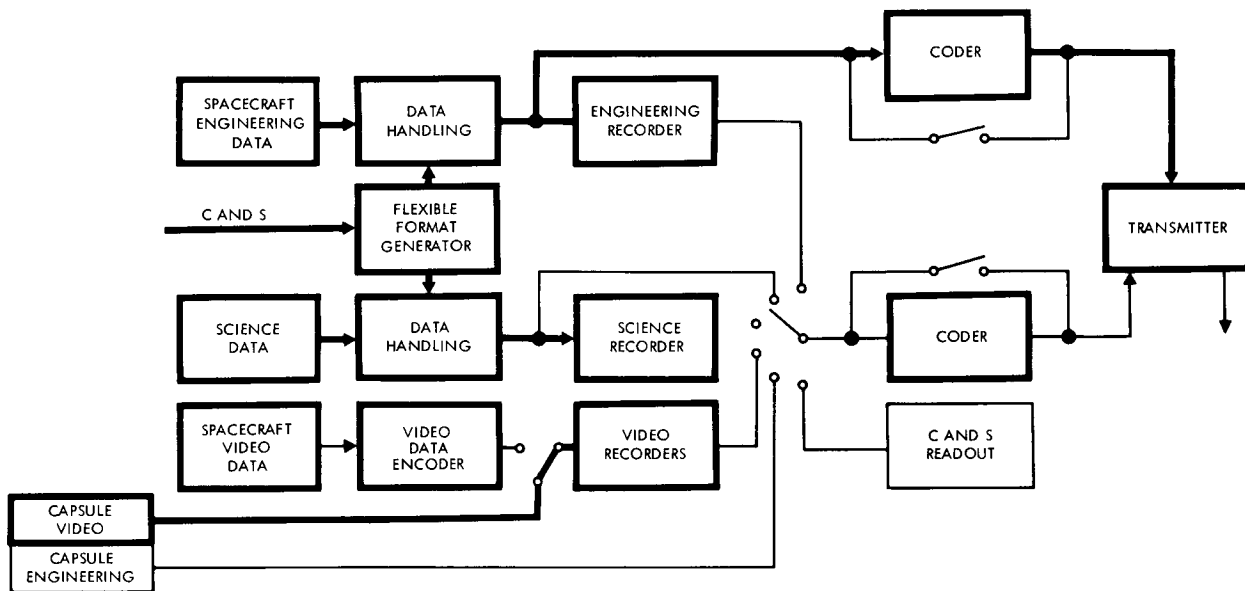 CODER
SPACECRAFT
ENGINEERING
DATA
DATA
HANDLING
ENGINEERING
RECORDER
C AND S
FLEXIBLE
FORMAT
GENERATOR
TRANSMITTER
SCIENCE
DATA
DATA
HANDLING
SCIENCE
RECORDER
CODER
SPACECRAFT
VIDEO
DATA
VIDEO
DATA
ENCODER
VIDEO
RECORDERS
C AND S
READOUT
CAPSULE
VIDEO
CAPSULE
ENGINEERING